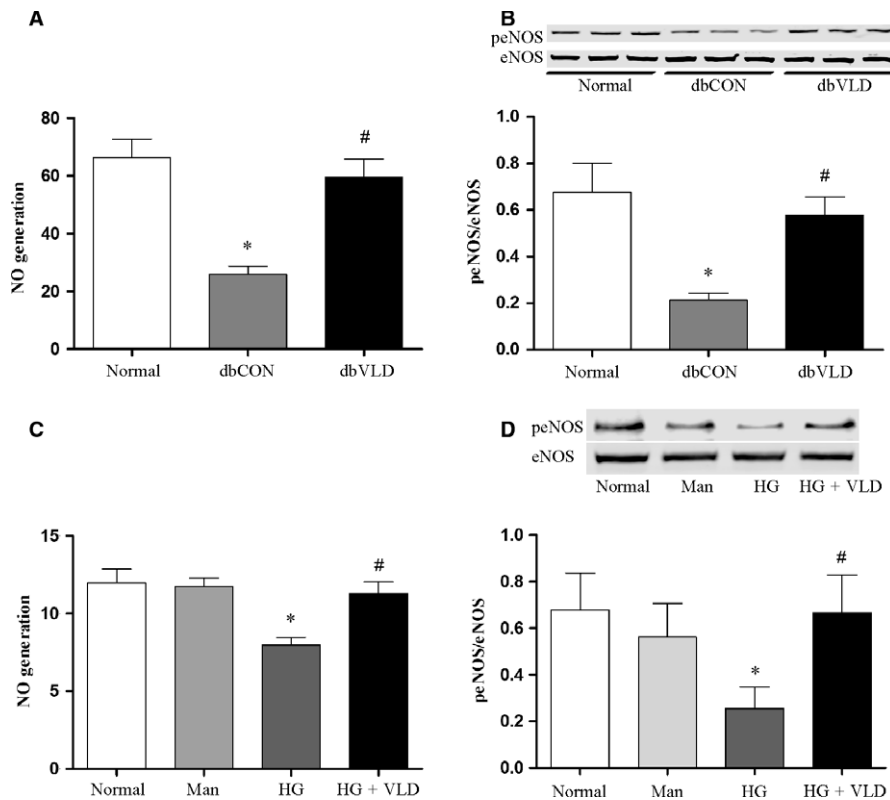 A
NO generation
80
60
40
20
0
*
#
Normal dbCON dbVLD
B
peNOS
eNOS
Normal dbCON dbVLD
peNOS/eNOS
0.8
0.6
0.4
0.2
0.0
*
#
Normal dbCON dbVLD
C
NO generation
15
10
5
0
*
#
Normal Man HG HG + VLD
D
peNOS
eNOS
Normal Man HG HG + VLD
peNOS/eNOS
1.0
0.8
0.6
0.4
0.2
0.0
*
#
Normal Man HG HG + VLD